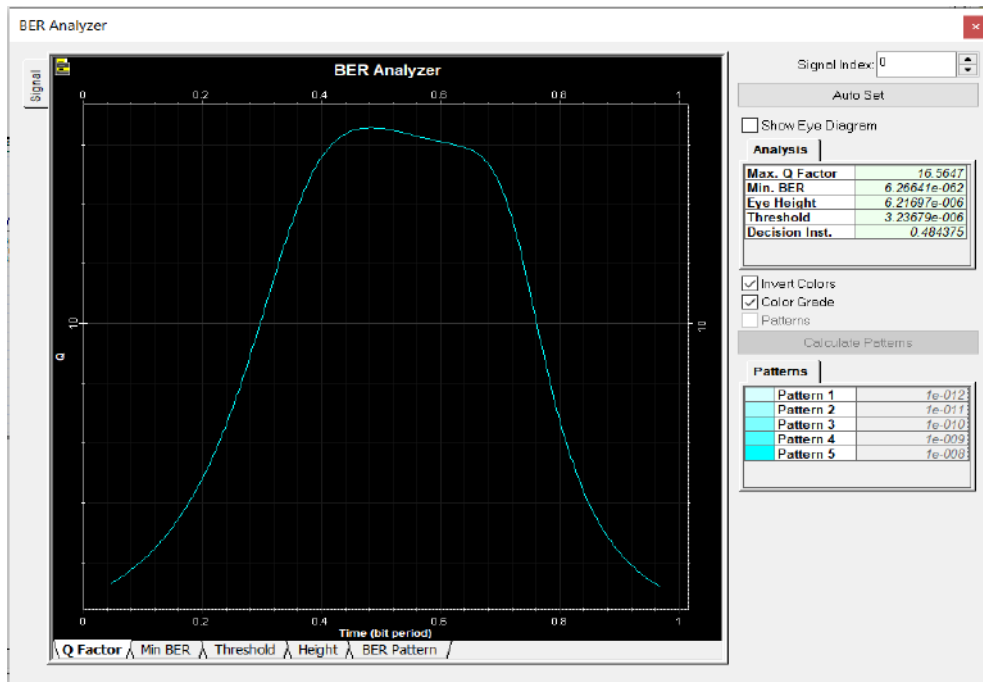 BER Analyzer
Signal
BER Analyzer
0 0.2 0.4 0.6 0.8 1
10
Q
10
0 0.2 0.4 0.6 0.8 1
Time (bit period)
Q Factor Min BER Threshold Height BER Pattern
Signal Index: 0
Auto Set
Show Eye Diagram
Analysis
Max. Q Factor 16.5647
Min. BER 6.26641e-062
Eye Height 6.21697e-006
Threshold 3.23679e-006
Decision Inst. 0.484375
Invert Colors
Color Grade
Patterns
Calculate Patterns
Patterns
Pattern 1 1e-012
Pattern 2 1e-011
Pattern 3 1e-010
Pattern 4 1e-009
Pattern 5 1e-008